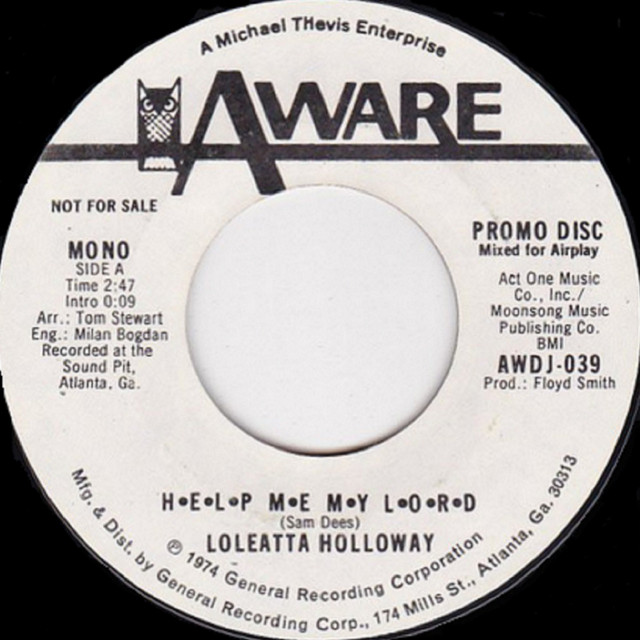 A Michael THevis Enterprise
AWARE
NOT FOR SALE
MONO
SIDE A
Time 2:47
Intro 0:09
Arr.: Tom Stewart
Eng.: Milan Bogdan
Recorded at the
Sound Pit,
Atlanta, Ga.
PROMO DISC
Mixed for Airplay
Act One Music
Co., Inc./
Moonsong Music
Publishing Co.
BMI
AWDJ-039
Prod.: Floyd Smith
H•E•L•P M•E M•Y L•O•R•D
(Sam Dees)
LOLEATTA HOLLOWAY
℗ 1974 General Recording Corporation
Mfg. & Dist. by General Recording Corp., 174 Mills St., Atlanta, Ga. 30313